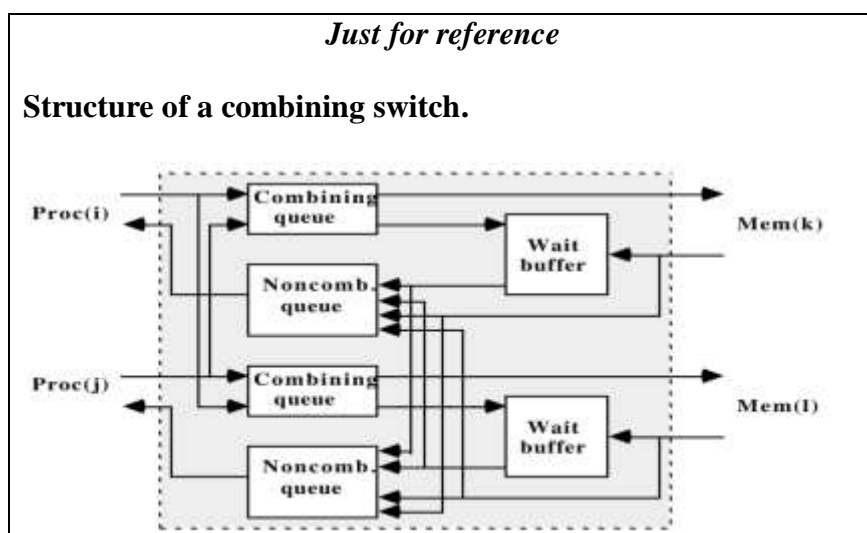 Just for reference
Structure of a combining switch.
Proc(i)
Combining
queue
Mem(k)
Wait
buffer
Noncomb.
queue
Proc(j)
Combining
queue
Mem(l)
Wait
buffer
Noncomb.
queue